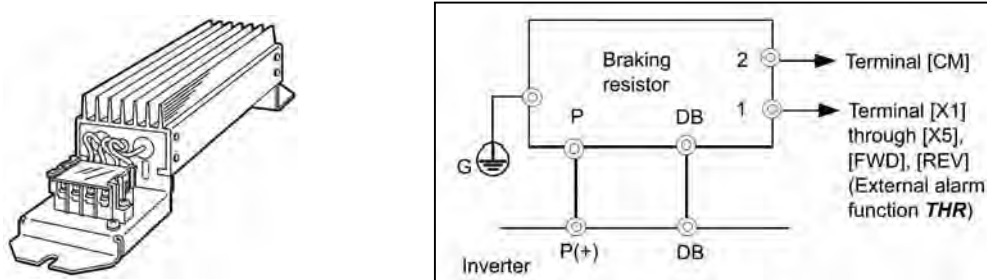 Braking
resistor
2
Terminal [CM]
1
Terminal [X1]
through [X5],
[FWD], [REV]
(External alarm
function THR)
P
DB
G
P(+)
DB
Inverter